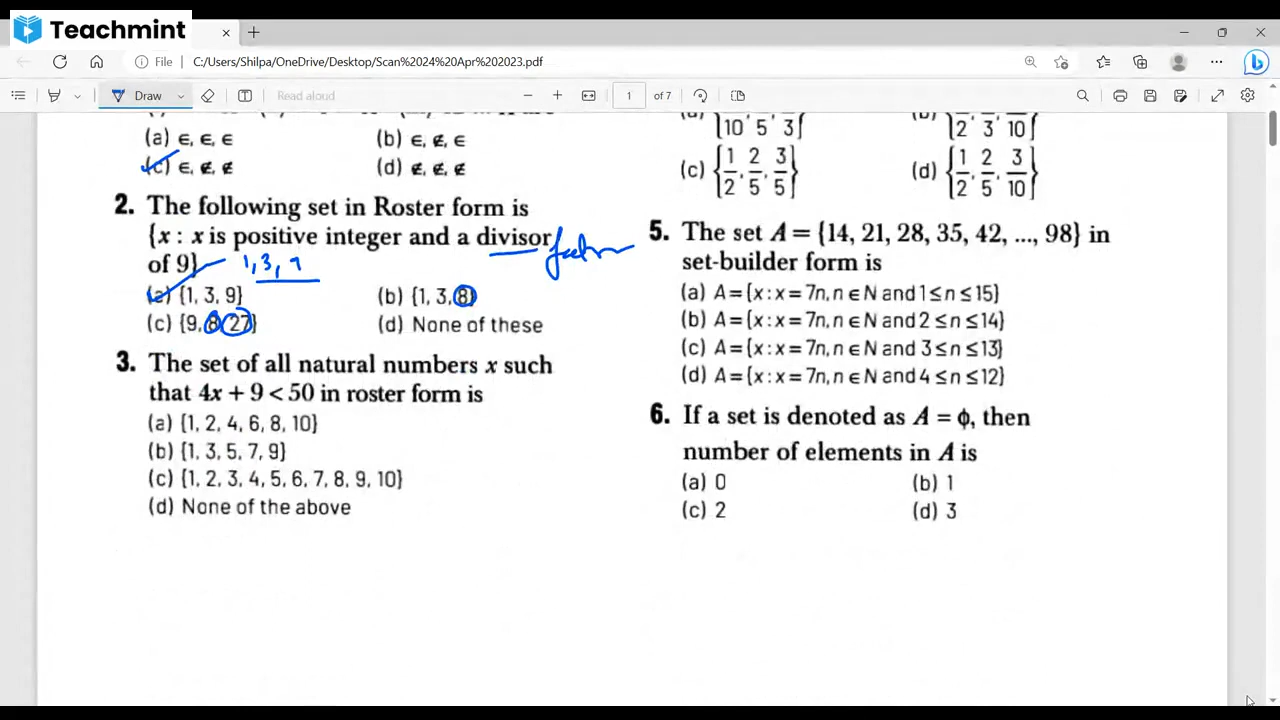 Teachmint
File C:/Users/Shilpa/OneDrive/Desktop/Scan%2024%20Apr%202023.pdf
Draw
Read aloud
1 of 7
(a) ∈, ∈, ∈ (b) ∈, ∉, ∈
(c) ∈, ∉, ∉ (d) ∉, ∉, ∉
2. The following set in Roster form is
{x : x is positive integer and a divisor
of 9}
1, 3, 9
(a) {1, 3, 9} (b) {1, 3, 8}
(c) {9, 8, 27} (d) None of these
3. The set of all natural numbers x such
that 4x + 9 < 50 in roster form is
(a) {1, 2, 4, 6, 8, 10}
(b) {1, 3, 5, 7, 9}
(c) {1, 2, 3, 4, 5, 6, 7, 8, 9, 10}
(d) None of the above
10, 5, 3 2, 3, 10
(c) {1/2, 2/5, 3/5} (d) {1/2, 2/5, 3/10}
5. The set A = {14, 21, 28, 35, 42, ..., 98} in
set-builder form is
(a) A = {x : x = 7n, n ∈ N and 1 ≤ n ≤ 15}
(b) A = {x : x = 7n, n ∈ N and 2 ≤ n ≤ 14}
(c) A = {x : x = 7n, n ∈ N and 3 ≤ n ≤ 13}
(d) A = {x : x = 7n, n ∈ N and 4 ≤ n ≤ 12}
6. If a set is denoted as A = ϕ, then
number of elements in A is
(a) 0 (b) 1
(c) 2 (d) 3